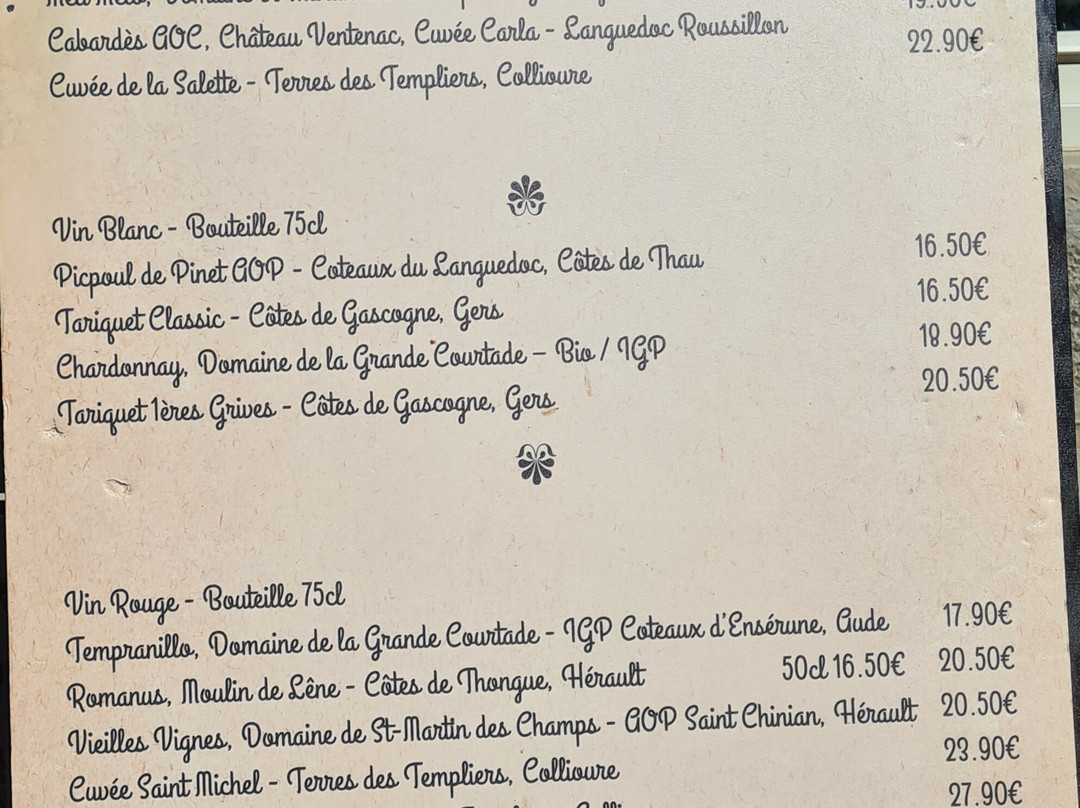 Cabardès AOC, Château Ventenac, Cuvée Carla - Languedoc Roussillon
Cuvée de la Salette - Terres des Templiers, Collioure 22.90€
Vin Blanc - Bouteille 75cl
Picpoul de Pinet AOP - Coteaux du Languedoc, Côtes de Thau 16.50€
Tariquet Classic - Côtes de Gascogne, Gers 16.50€
Chardonnay, Domaine de la Grande Courtade – Bio / IGP 18.90€
Tariquet 1ères Grives - Côtes de Gascogne, Gers 20.50€
Vin Rouge - Bouteille 75cl
Tempranillo, Domaine de la Grande Courtade - IGP Coteaux d'Ensérune, Aude 17.90€
Romanus, Moulin de Lêne - Côtes de Thongue, Hérault 50cl 16.50€ 20.50€
Vieilles Vignes, Domaine de St-Martin des Champs - AOP Saint Chinian, Hérault 20.50€
Cuvée Saint Michel - Terres des Templiers, Collioure 23.90€
27.90€